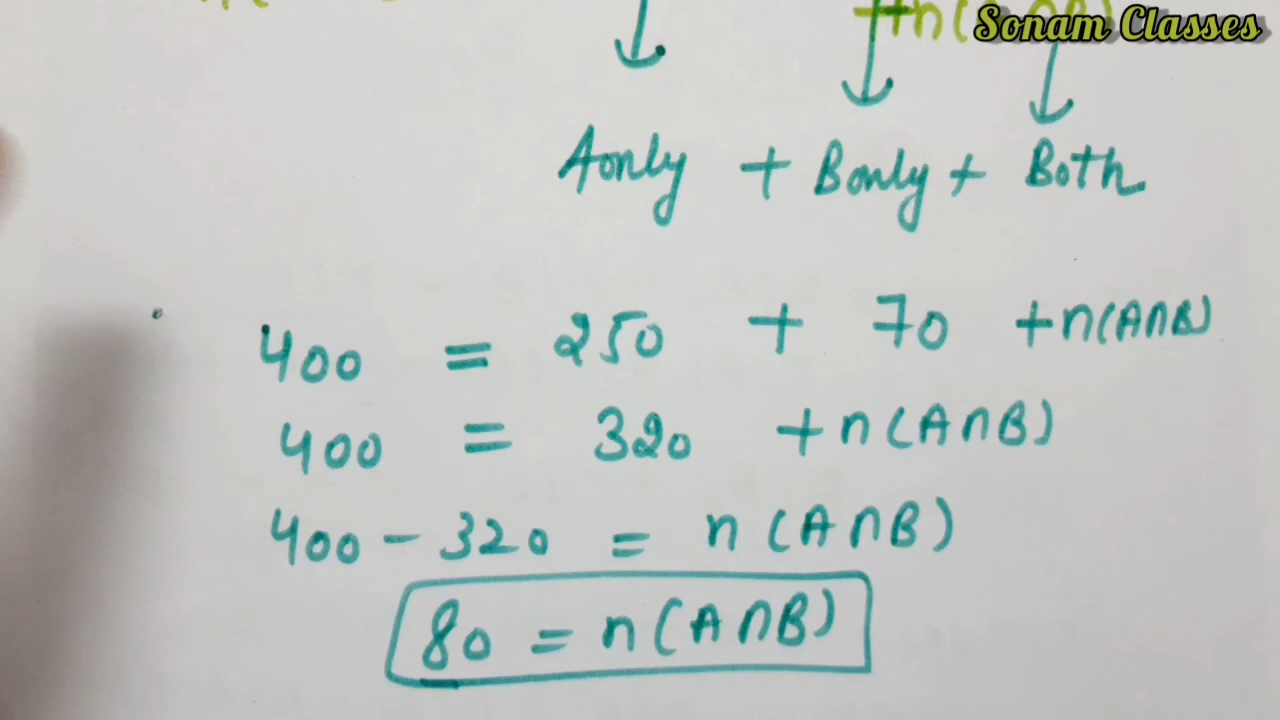 +n(
Sonam Classes
A only + B only + Both
400 = 250 + 70 +n(A∩B)
400 = 320 +n(A∩B)
400 - 320 = n(A∩B)
80 = n(A∩B)